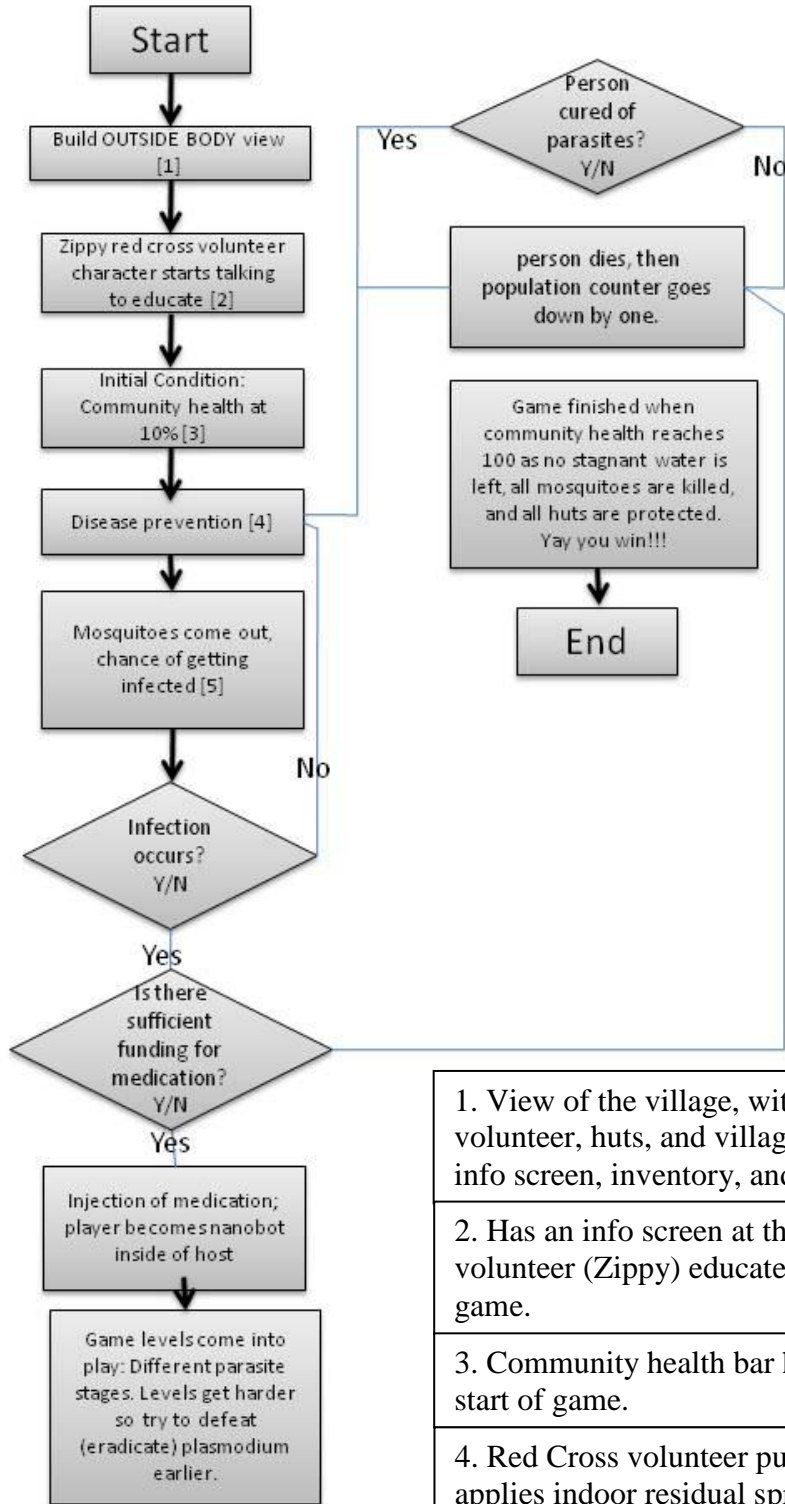 Start
Build OUTSIDE BODY view
[1]
Zippy red cross volunteer
character starts talking
to educate [2]
Initial Condition:
Community health at
10% [3]
Disease prevention [4]
Mosquitoes come out,
chance of getting
infected [5]
No
Infection
occurs?
Y/N
Yes
Is there
sufficient
funding for
medication?
Y/N
Yes
Injection of medication;
player becomes nanobot
inside of host
Game levels come into
play: Different parasite
stages. Levels get harder
so try to defeat
(eradicate) plasmodium
earlier.
Person
cured of
parasites?
Y/N
Yes
No
person dies, then
population counter goes
down by one.
Game finished when
community health reaches
100 as no stagnant water is
left, all mosquitoes are killed,
and all huts are protected.
Yay you win!!!
End
1. View of the village,
volunteer, huts, and
info screen, inventory,
2. Has an info screen at
volunteer (Zippy)
game.
3. Community health bar
start of game.
4. Red Cross volunteer
applies indoor residual